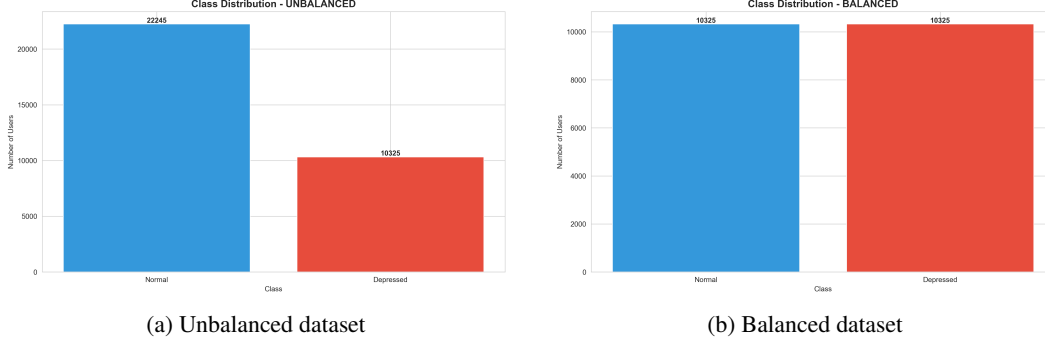 Class Distribution - UNBALANCED
22245
20000
15000
10325
10000
5000
0
Number of Users
Normal
Depressed
Class
(a) Unbalanced dataset
Class Distribution - BALANCED
10325
10325
10000
8000
6000
4000
2000
0
Number of Users
Normal
Depressed
Class
(b) Balanced dataset